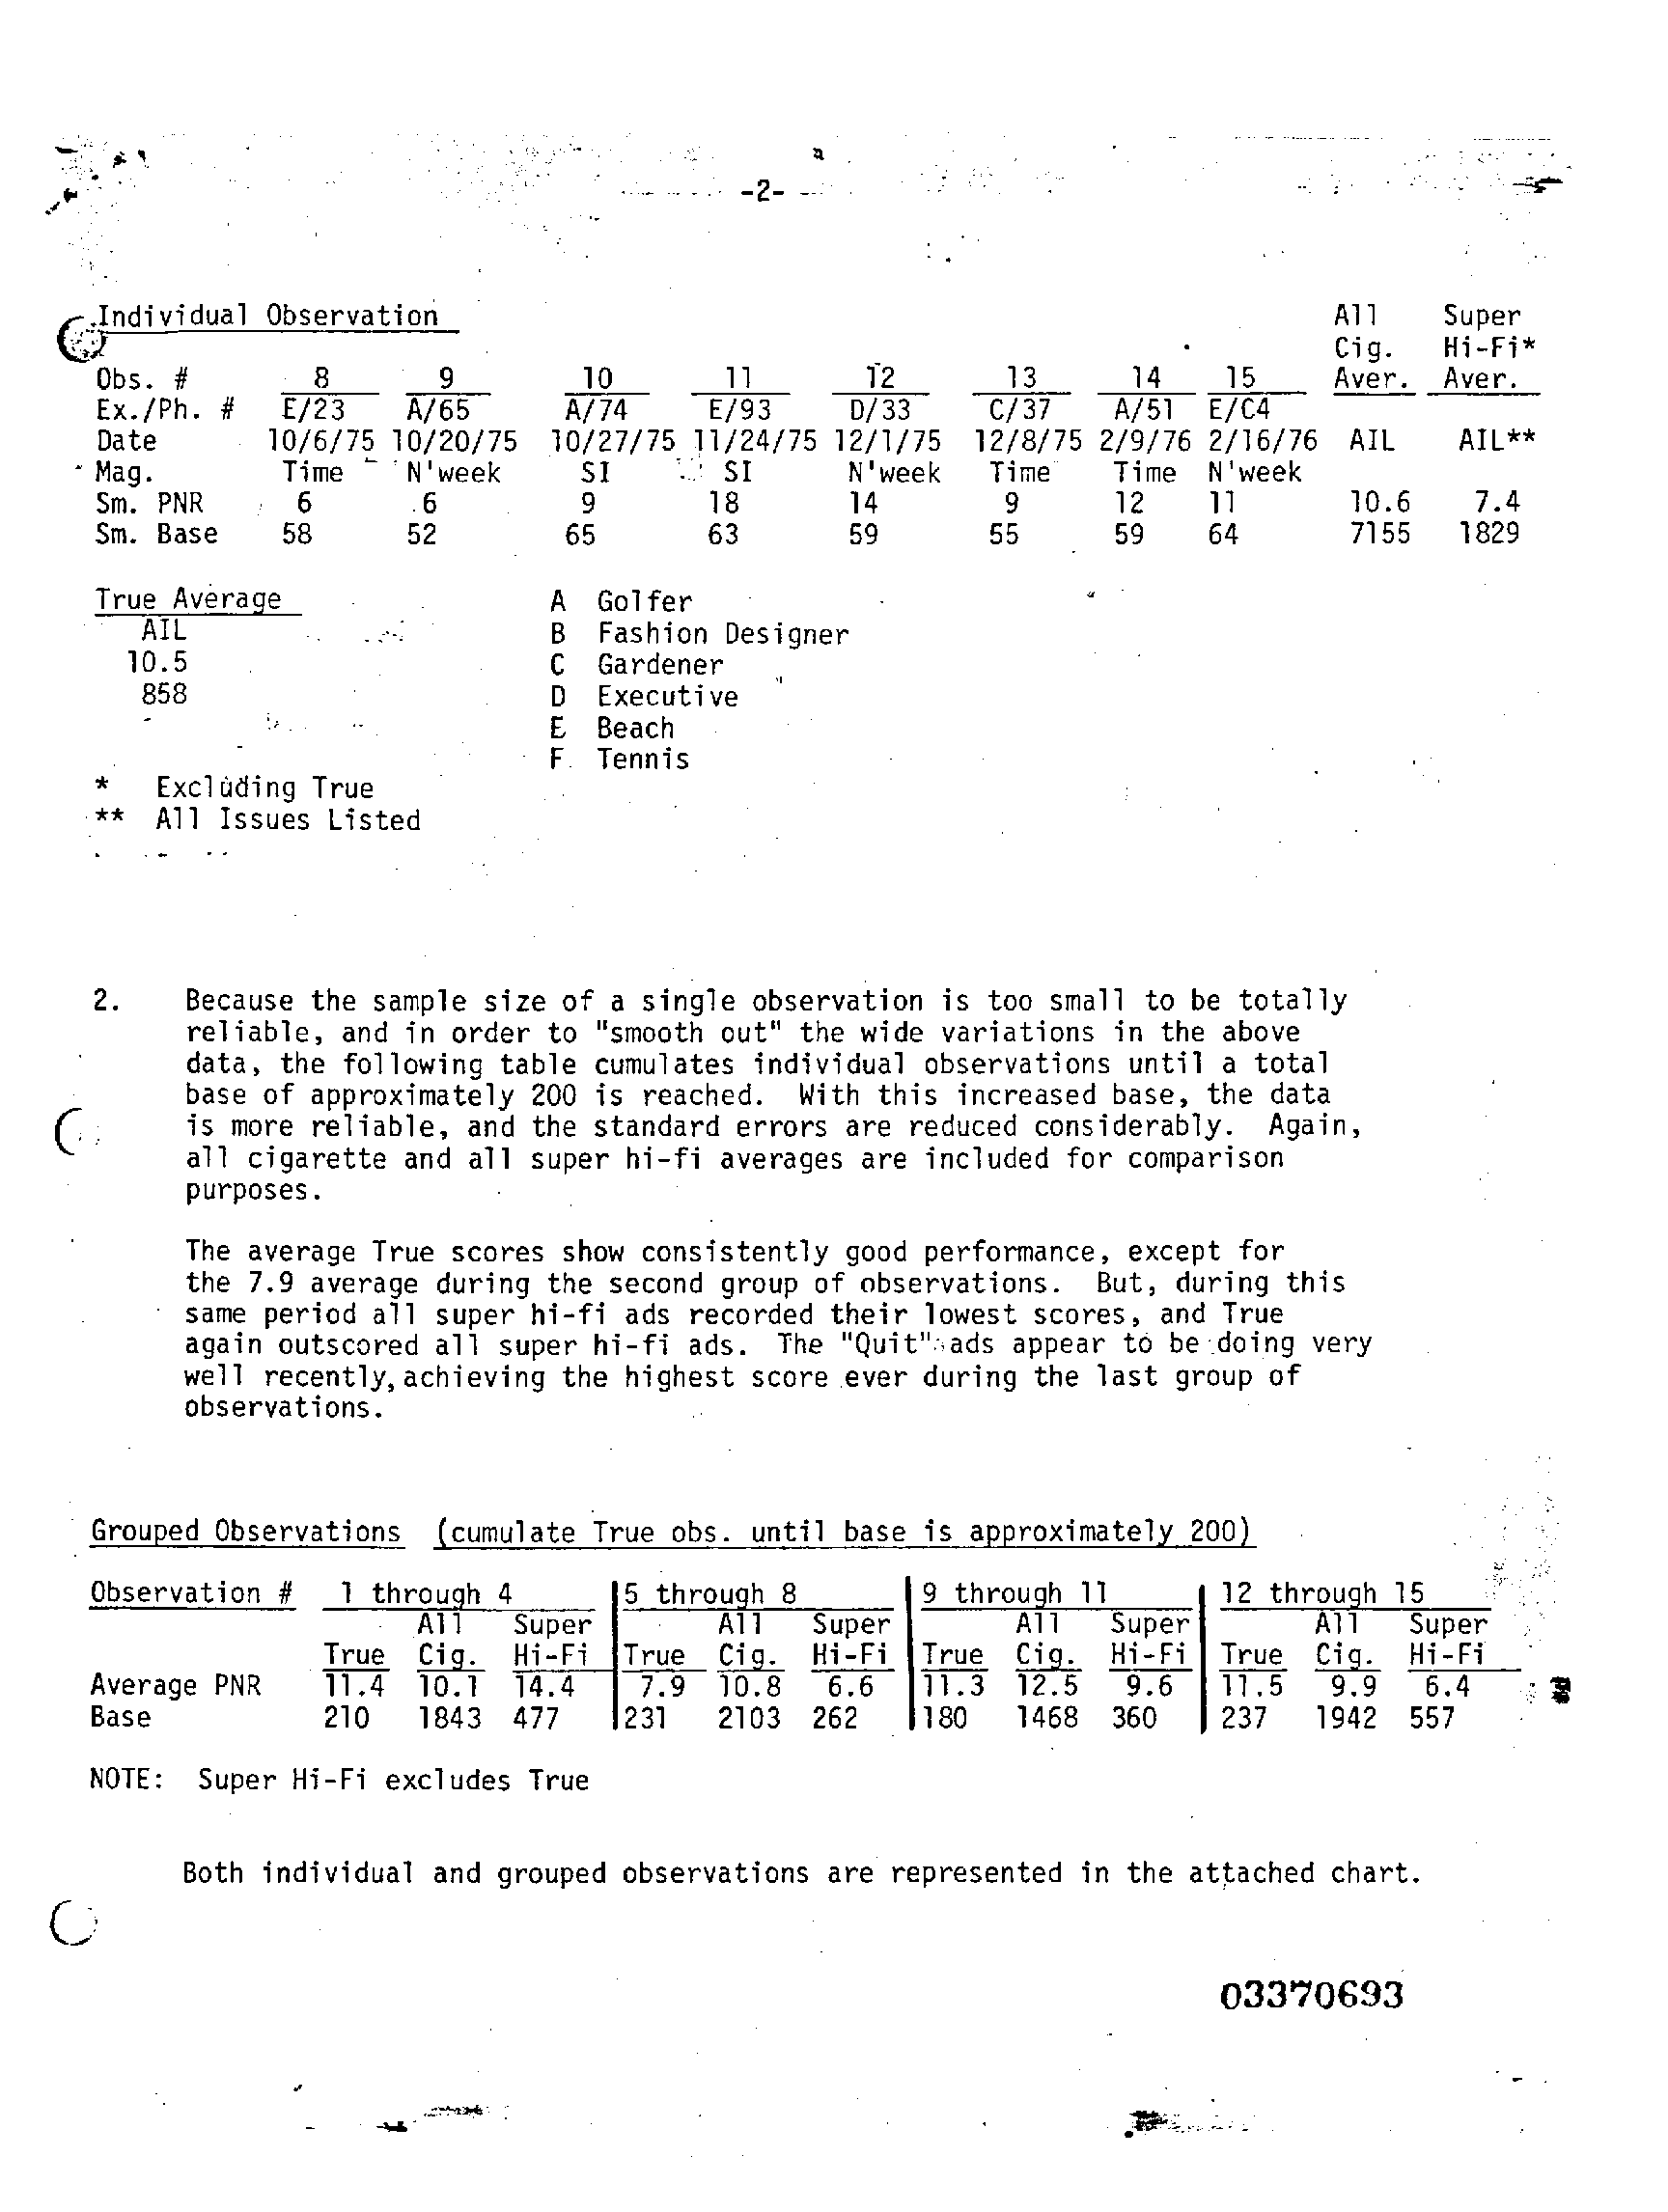 -2-
Individual Observation All Super
Cig. Hi-Fi*
Obs. # 8 9 10 11 12 13 14 15 Aver. Aver.
Ex./Ph. # E/23 A/65 A/74 E/93 D/33 C/37 A/51 E/C4
Date 10/6/75 10/20/75 10/27/75 11/24/75 12/1/75 12/8/75 2/9/76 2/16/76 AIL AIL**
Mag. Time N'week SI SI N'week Time Time N'week
Sm. PNR 6 6 9 18 14 9 12 11 10.6 7.4
Sm. Base 58 52 65 63 59 55 59 64 7155 1829
True Average
AIL
10.5
858
A Golfer
B Fashion Designer
C Gardener
D Executive
E Beach
F Tennis
* Excluding True
** All Issues Listed
2. Because the sample size of a single observation is too small to be totally
reliable, and in order to "smooth out" the wide variations in the above
data, the following table cumulates individual observations until a total
base of approximately 200 is reached. With this increased base, the data
is more reliable, and the standard errors are reduced considerably. Again,
all cigarette and all super hi-fi averages are included for comparison
purposes.
The average True scores show consistently good performance, except for
the 7.9 average during the second group of observations. But, during this
same period all super hi-fi ads recorded their lowest scores, and True
again outscored all super hi-fi ads. The "Quit" ads appear to be doing very
well recently, achieving the highest score ever during the last group of
observations.
Grouped Observations (cumulate True obs. until base is approximately 200)
Observation # 1 through 4 5 through 8 9 through 11 12 through 15
All Super All Super All Super All Super
True Cig. Hi-Fi True Cig. Hi-Fi True Cig. Hi-Fi True Cig. Hi-Fi
Average PNR 11.4 10.1 14.4 7.9 10.8 6.6 11.3 12.5 9.6 11.5 9.9 6.4
Base 210 1843 477 231 2103 262 180 1468 360 237 1942 557
NOTE: Super Hi-Fi excludes True
Both individual and grouped observations are represented in the attached chart.
03370693